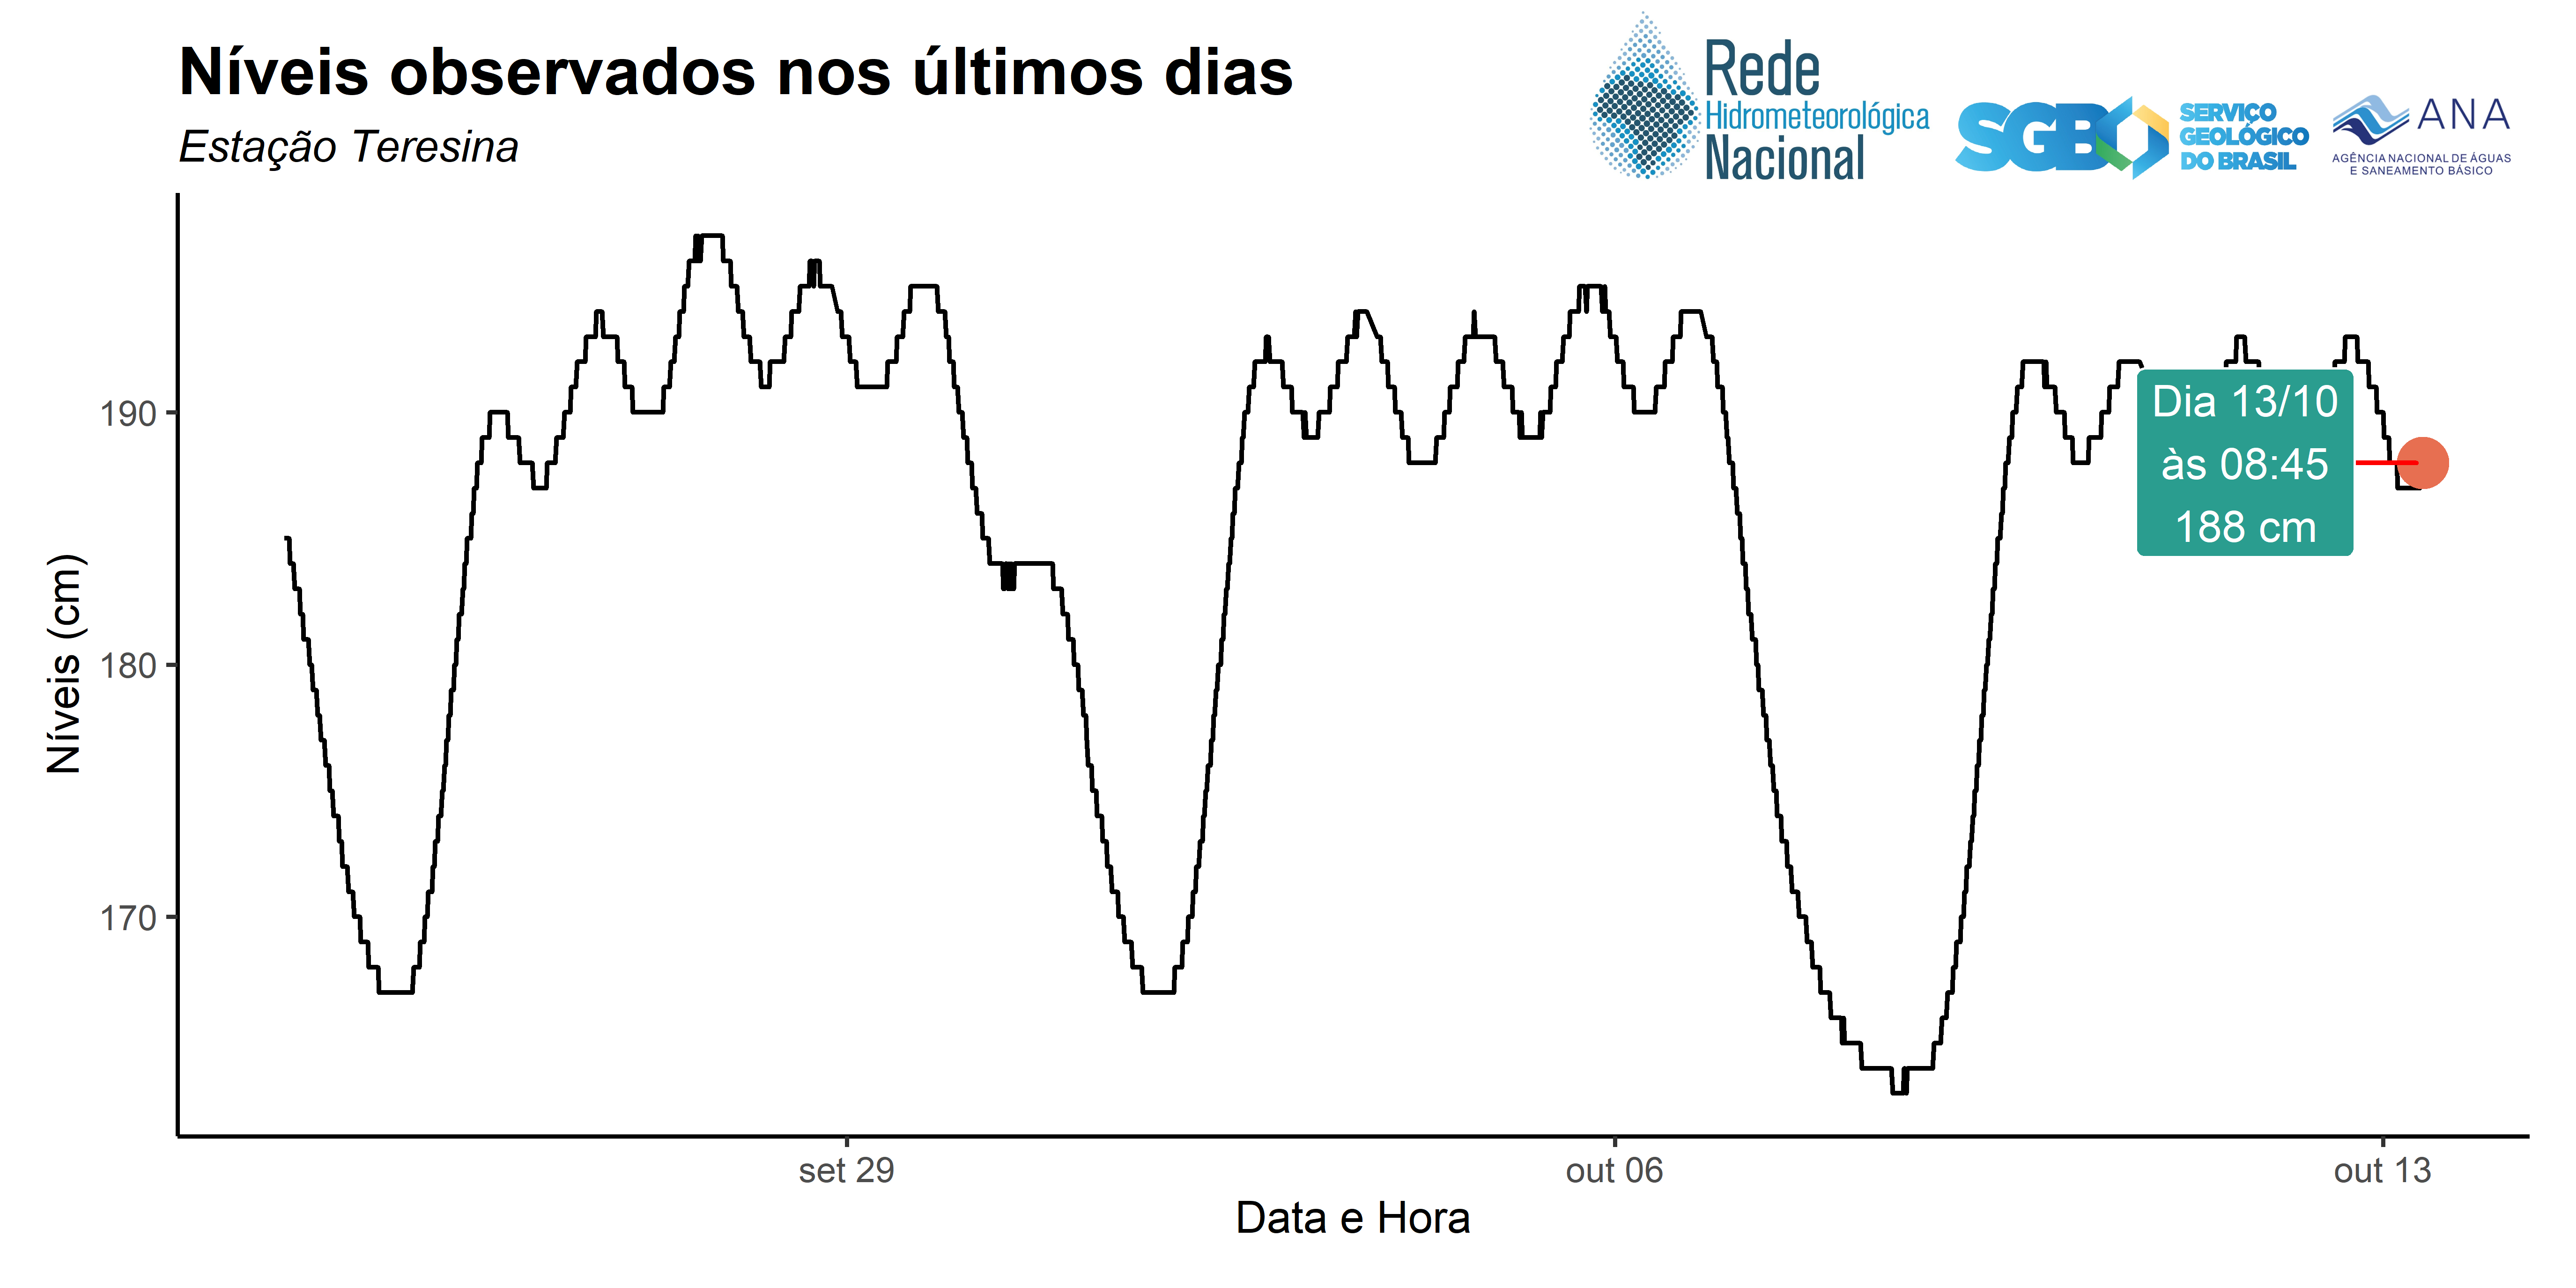 Níveis observados nos últimos dias
Estação Teresina
Rede
Hidrometeorológica
Nacional
SGB
SERVIÇO
GEOLÓGICO
DO BRASIL
ANA
AGÊNCIA NACIONAL DE ÁGUAS
E SANEAMENTO BÁSICO
Níveis (cm)
190
180
170
Dia 13/10
às 08:45
188 cm
set 29
out 06
out 13
Data e Hora